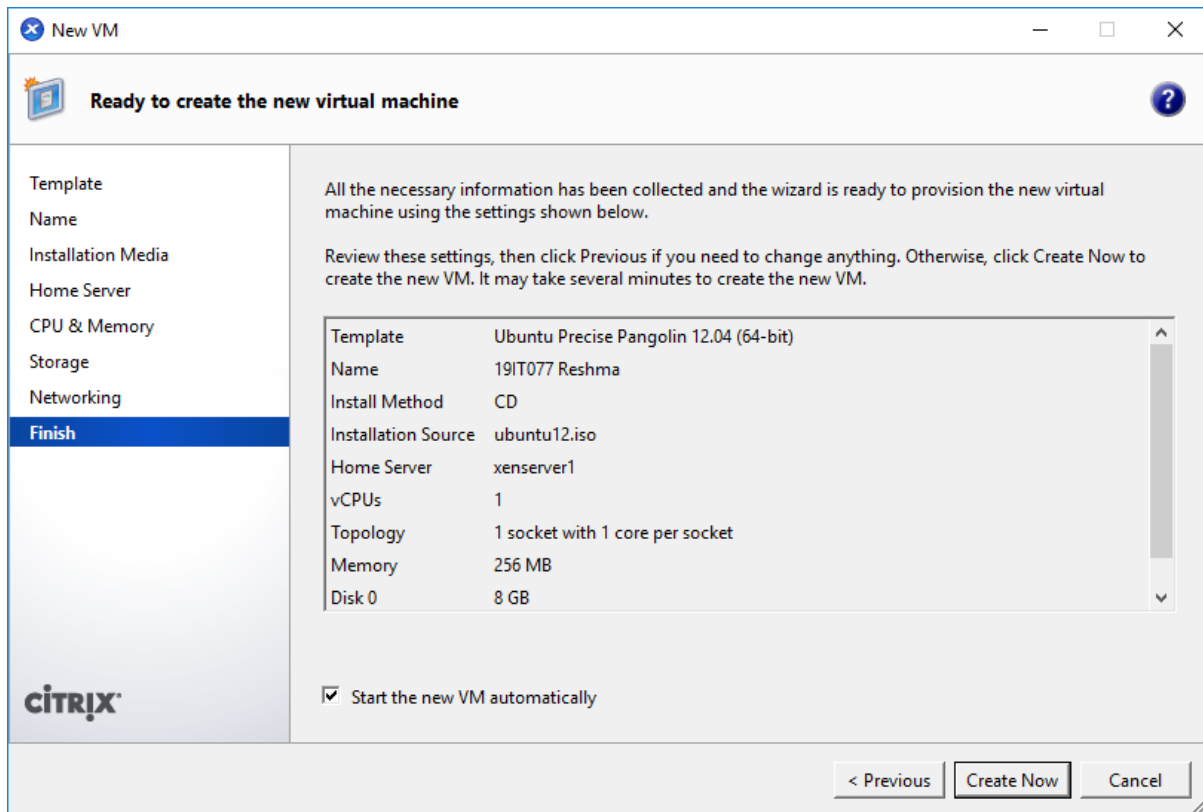 New VM
Ready to create the new virtual machine
?
Template
Name
Installation Media
Home Server
CPU & Memory
Storage
Networking
Finish
CITRIX
All the necessary information has been collected and the wizard is ready to provision the new virtual
machine using the settings shown below.
Review these settings, then click Previous if you need to change anything. Otherwise, click Create Now to
create the new VM. It may take several minutes to create the new VM.
Template Ubuntu Precise Pangolin 12.04 (64-bit)
Name 19IT077 Reshma
Install Method CD
Installation Source ubuntu12.iso
Home Server xenserver1
vCPUs 1
Topology 1 socket with 1 core per socket
Memory 256 MB
Disk 0 8 GB
Start the new VM automatically
< Previous Create Now Cancel